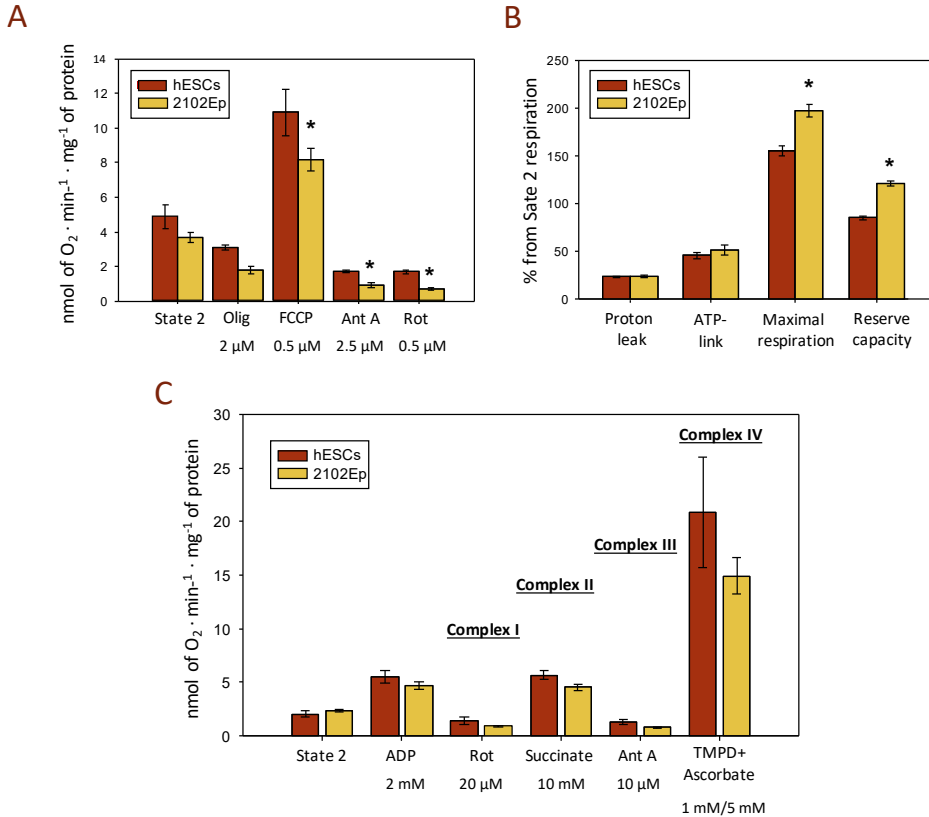 A
nmol of O₂ · min-¹ · mg⁻¹ of protein
14
12
10
8
6
4
2
0
hESCs
2102Ep
*
*
*
State 2 Olig FCCP Ant A Rot
2 µM 0.5 µM 2.5 µM 0.5 µM
B
% from Sate 2 respiration
250
200
150
100
50
0
hESCs
2102Ep
*
*
Proton ATP- Maximal Reserve
leak link respiration capacity
C
nmol of O₂ · min-¹ · mg⁻¹ of protein
30
25
20
15
10
5
0
hESCs
2102Ep
Complex IV
Complex III
Complex II
Complex I
State 2 ADP Rot Succinate Ant A TMPD+
Ascorbate
2 mM 20 µM 10 mM 10 µM
1 mM/5 mM